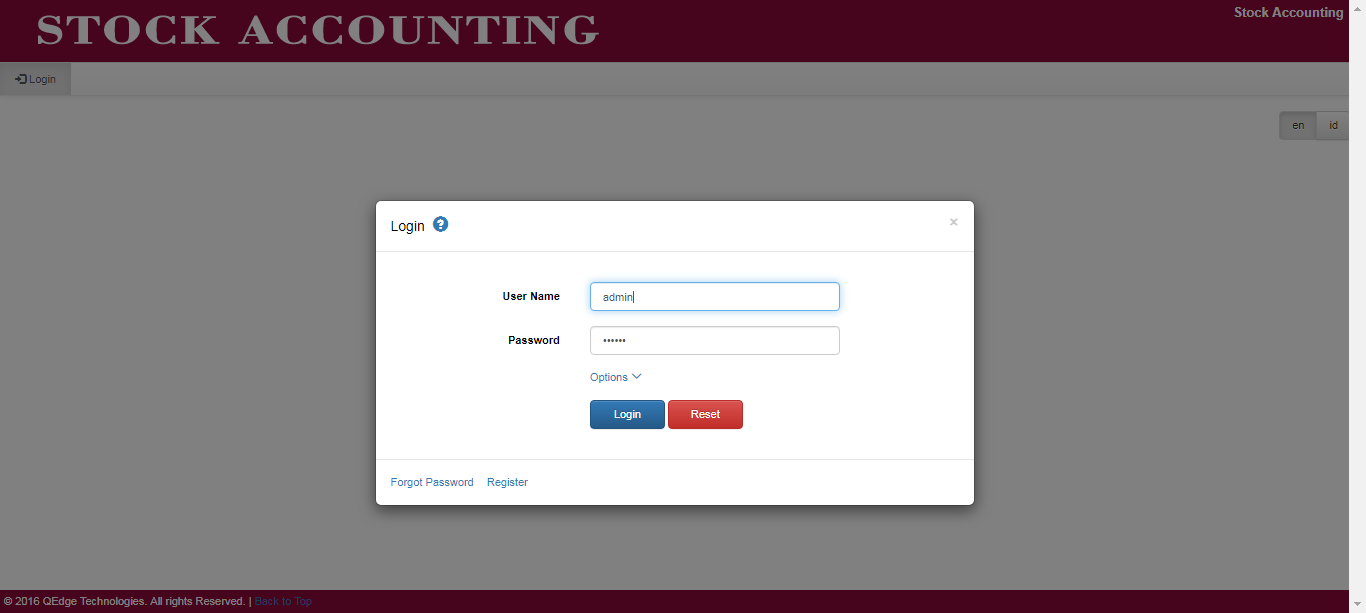 STOCK ACCOUNTING
Stock Accounting
Login
en id
Login ? ×
User Name admin
Password ••••••
Options
Login Reset
Forgot Password Register
© 2016 QEdge Technologies. All rights Reserved. | Back to Top